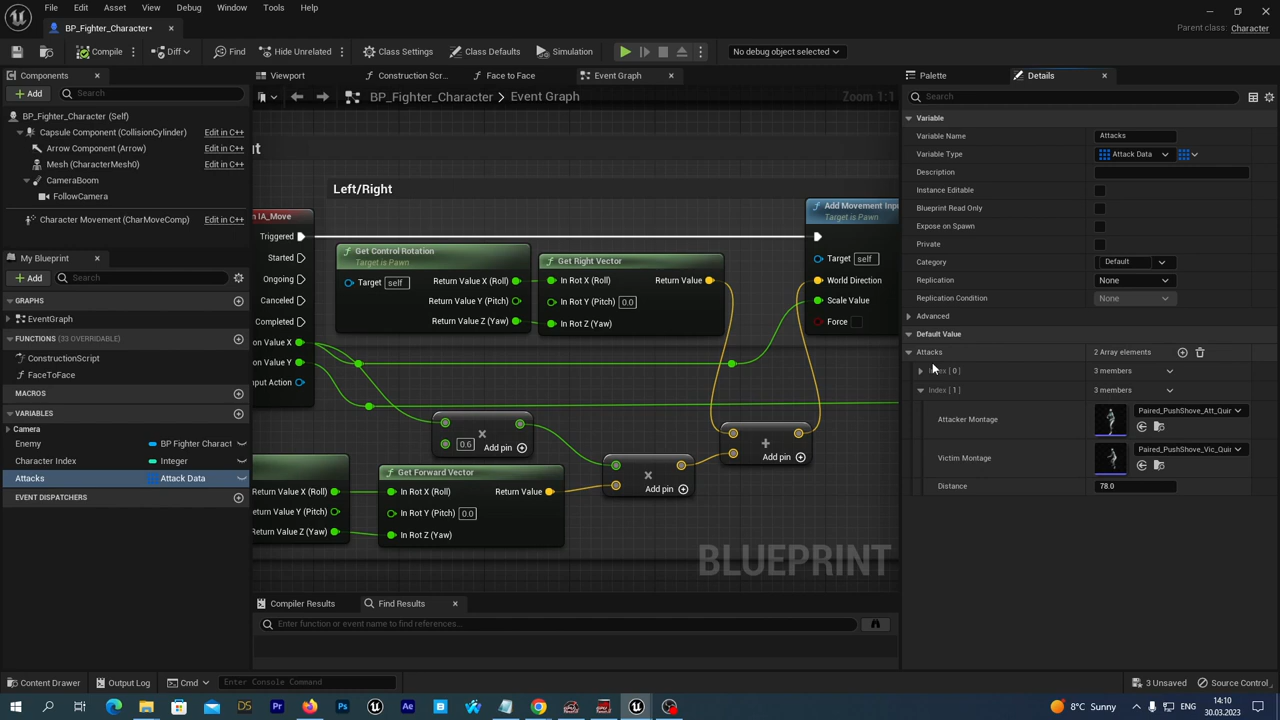 File Edit Asset View Debug Window Tools Help
BP_Fighter_Character*
Parent class: Character
Compile Diff Find Hide Unrelated Class Settings Class Defaults Simulation No debug object selected
Components
Add Search
BP_Fighter_Character (Self)
Capsule Component (CollisionCylinder) Edit in C++
Arrow Component (Arrow) Edit in C++
Mesh (CharacterMesh0) Edit in C++
CameraBoom
FollowCamera
Character Movement (CharMoveComp) Edit in C++
My Blueprint
Add Search
GRAPHS
EventGraph
FUNCTIONS (33 OVERRIDABLE)
ConstructionScript
FaceToFace
MACROS
VARIABLES
Camera
Enemy BP Fighter Charact
Character Index Integer
Attacks Attack Data
EVENT DISPATCHERS
Viewport Construction Scr... Face to Face Event Graph
BP_Fighter_Character > Event Graph Zoom 1:1
ut
Left/Right
n IA_Move
Triggered
Started
Ongoing
Canceled
Completed
on Value X
on Value Y
nput Action
Get Control Rotation
Target is Pawn
Target self
Return Value X (Roll)
Return Value Y (Pitch)
Return Value Z (Yaw)
Get Right Vector
In Rot X (Roll) Return Value
In Rot Y (Pitch) 0.0
In Rot Z (Yaw)
Add Movement Inp
Target is Pawn
Target self
World Direction
Scale Value
Force
0.6 Add pin
Add pin
Add pin
Return Value X (Roll)
Return Value Y (Pitch)
Return Value Z (Yaw)
Get Forward Vector
In Rot X (Roll) Return Value
In Rot Y (Pitch) 0.0
In Rot Z (Yaw)
BLUEPRINT
Compiler Results Find Results
Enter function or event name to find references...
Palette Details
Search
Variable
Variable Name Attacks
Variable Type Attack Data
Description
Instance Editable
Blueprint Read Only
Expose on Spawn
Private
Category Default
Replication None
Replication Condition None
Advanced
Default Value
Attacks 2 Array elements
Index [ 0 ] 3 members
Index [ 1 ] 3 members
Attacker Montage Paired_PushShove_Att_Quir
Victim Montage Paired_PushShove_Vic_Quir
Distance 78.0
Content Drawer Output Log Cmd Enter Console Command 3 Unsaved Source Control
8°C Sunny ENG 14:10
30.03.2023